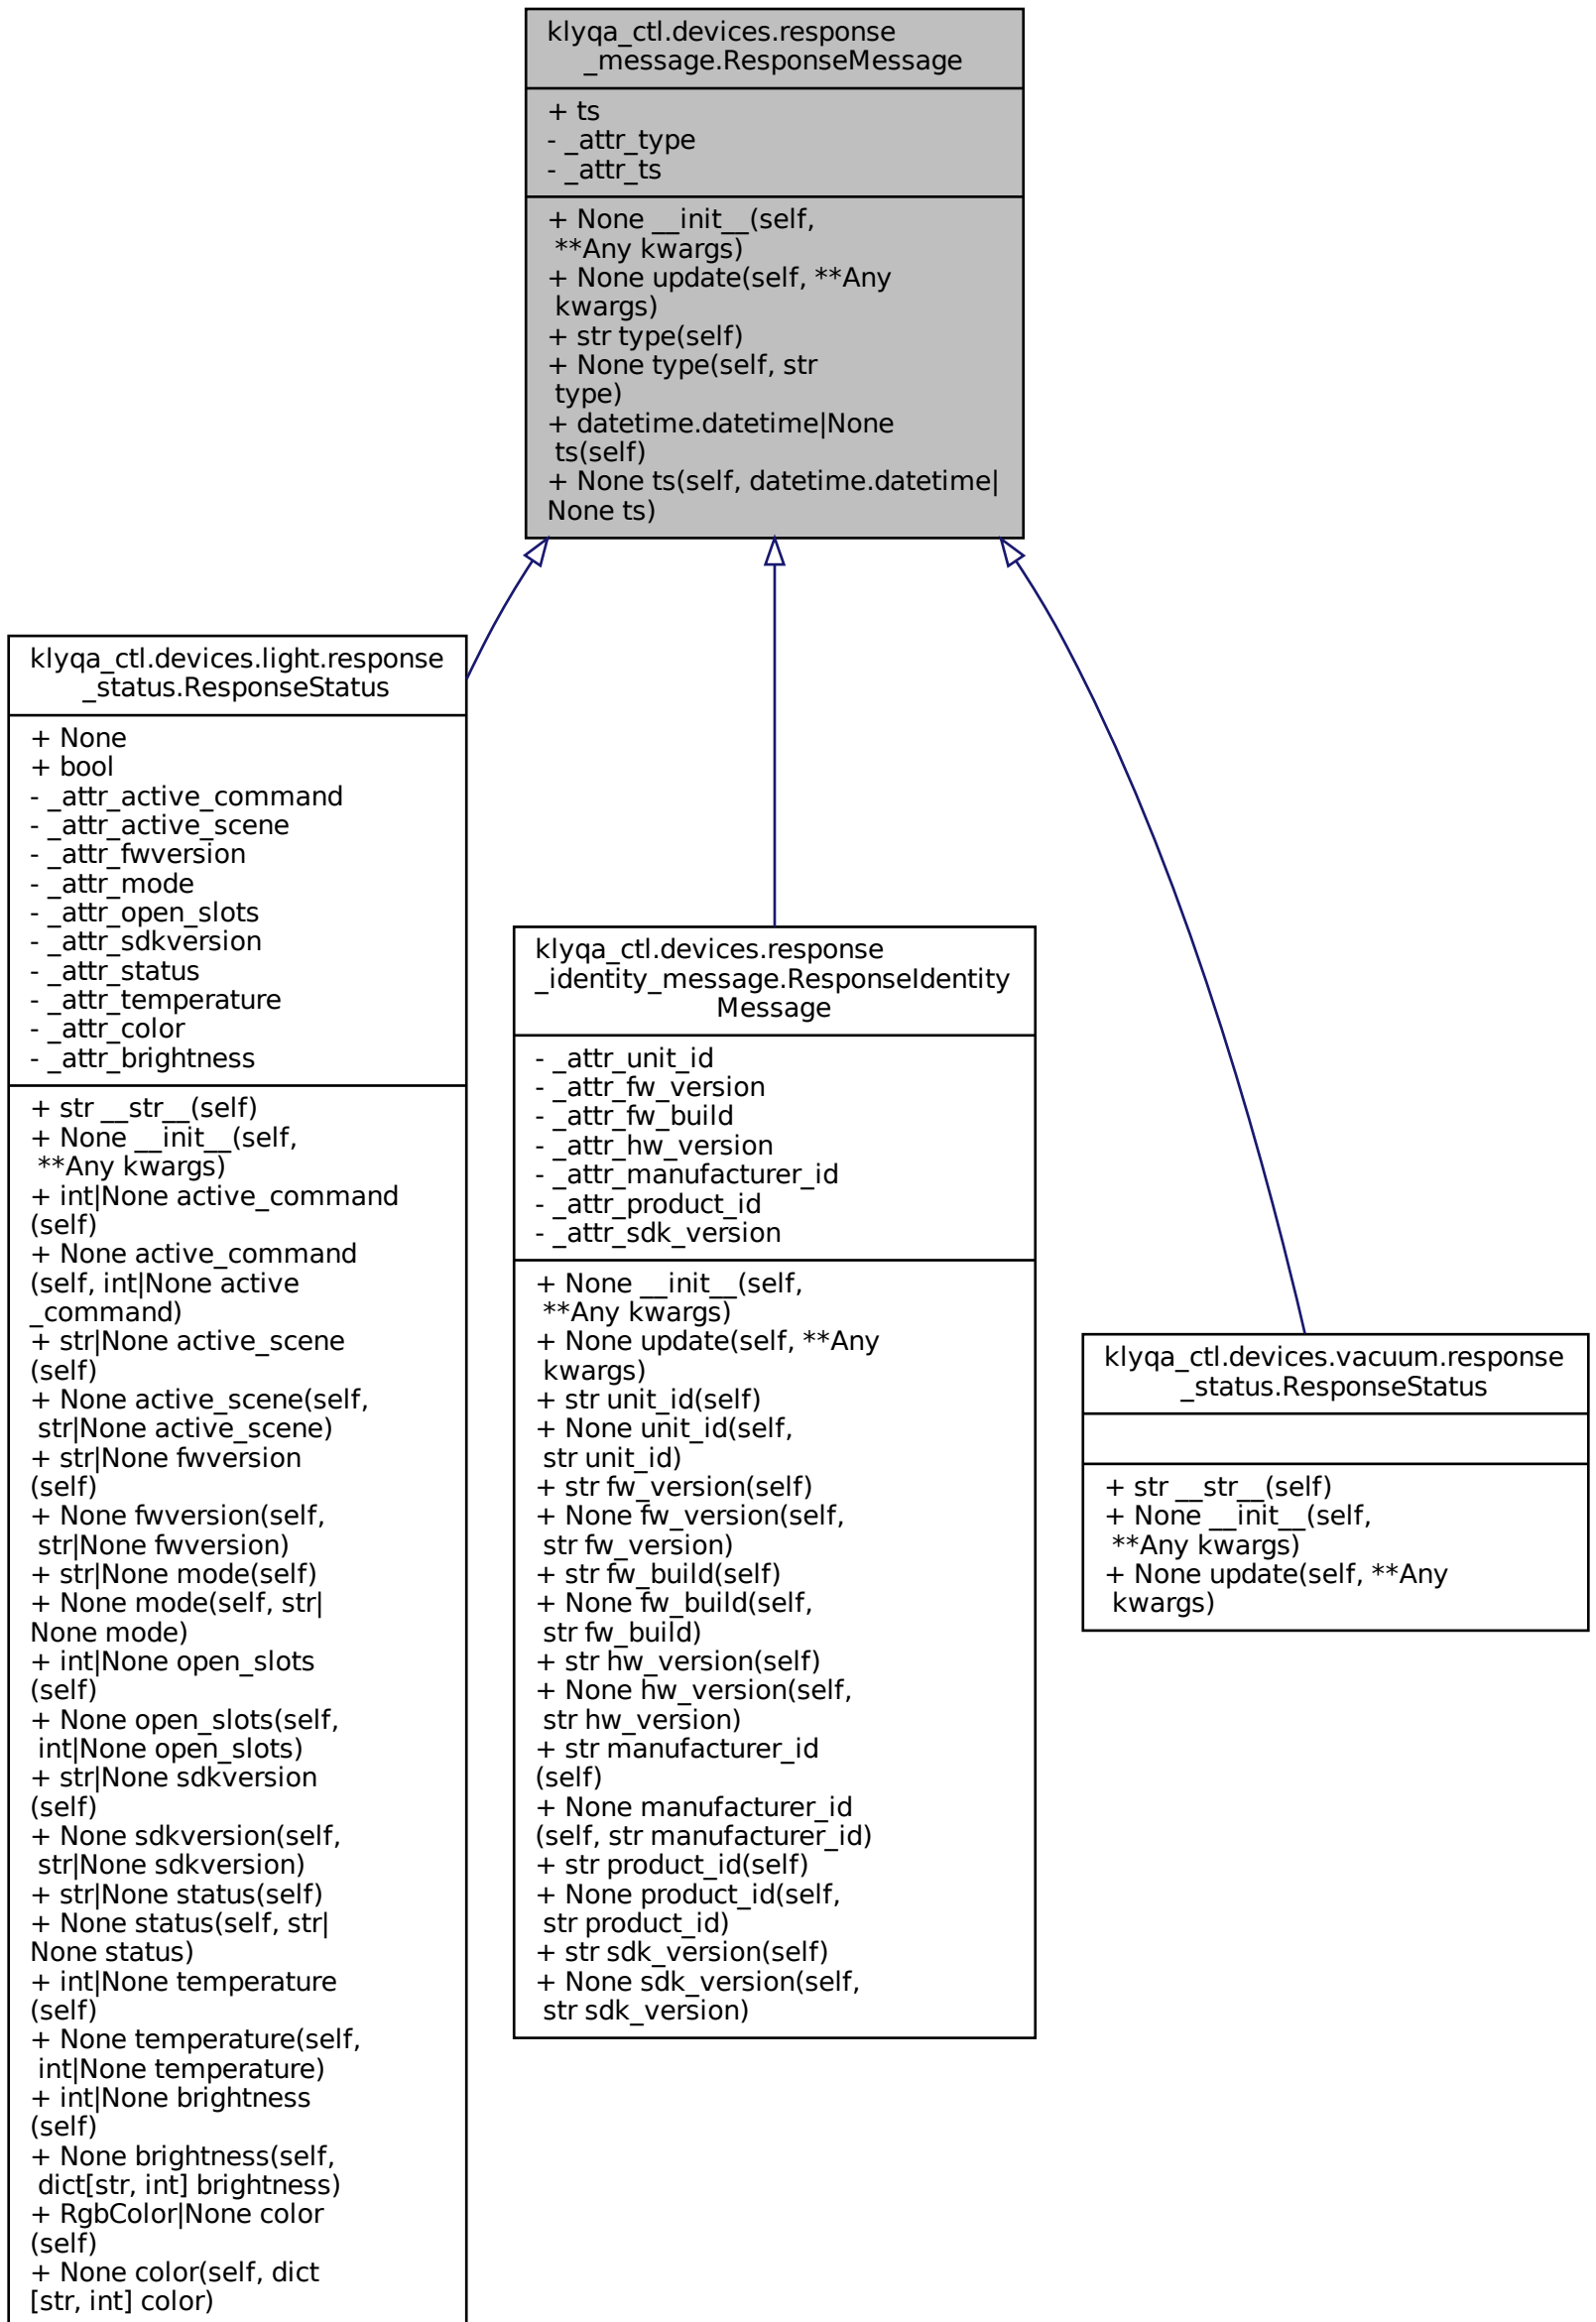 klyqa_ctl.devices.response
_message.ResponseMessage
+ ts
- _attr_type
- _attr_ts
+ None __init__(self,
**Any kwargs)
+ None update(self, **Any
kwargs)
+ str type(self)
+ None type(self, str
type)
+ datetime.datetime|None
ts(self)
+ None ts(self, datetime.datetime|
None ts)
klyqa_ctl.devices.light.response
_status.ResponseStatus
+ None
+ bool
- _attr_active_command
- _attr_active_scene
- _attr_fwversion
- _attr_mode
- _attr_open_slots
- _attr_sdkversion
- _attr_status
- _attr_temperature
- _attr_color
- _attr_brightness
+ str __str__(self)
+ None __init__(self,
**Any kwargs)
+ int|None active_command
(self)
+ None active_command
(self, int|None active
_command)
+ str|None active_scene
(self)
+ None active_scene(self,
str|None active_scene)
+ str|None fwversion
(self)
+ None fwversion(self,
str|None fwversion)
+ str|None mode(self)
+ None mode(self, str|
None mode)
+ int|None open_slots
(self)
+ None open_slots(self,
int|None open_slots)
+ str|None sdkversion
(self)
+ None sdkversion(self,
str|None sdkversion)
+ str|None status(self)
+ None status(self, str|
None status)
+ int|None temperature
(self)
+ None temperature(self,
int|None temperature)
+ int|None brightness
(self)
+ None brightness(self,
dict[str, int] brightness)
+ RgbColor|None color
(self)
+ None color(self, dict
[str, int] color)
klyqa_ctl.devices.response
_identity_message.ResponseIdentity
Message
- _attr_unit_id
- _attr_fw_version
- _attr_fw_build
- _attr_hw_version
- _attr_manufacturer_id
- _attr_product_id
- _attr_sdk_version
+ None __init__(self,
**Any kwargs)
+ None update(self, **Any
kwargs)
+ str unit_id(self)
+ None unit_id(self,
str unit_id)
+ str fw_version(self)
+ None fw_version(self,
str fw_version)
+ str fw_build(self)
+ None fw_build(self,
str fw_build)
+ str hw_version(self)
+ None hw_version(self,
str hw_version)
+ str manufacturer_id
(self)
+ None manufacturer_id
(self, str manufacturer_id)
+ str product_id(self)
+ None product_id(self,
str product_id)
+ str sdk_version(self)
+ None sdk_version(self,
str sdk_version)
klyqa_ctl.devices.vacuum.response
_status.ResponseStatus
+ str __str__(self)
+ None __init__(self,
**Any kwargs)
+ None update(self, **Any
kwargs)